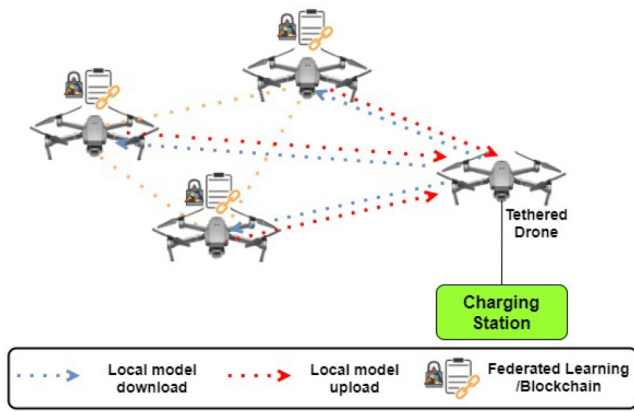 Tethered
Drone
Charging
Station
Local model
download
Local model
upload
Federated Learning
/Blockchain